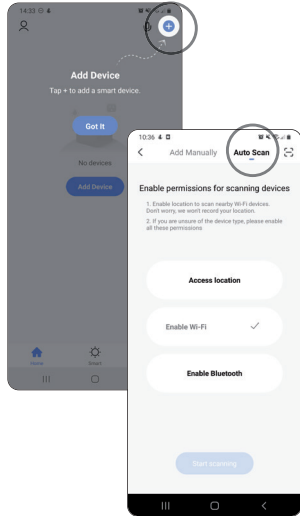 14:33
Add Device
Tap + to add a smart device.
Got It
No devices
Add Device
Home
Smart
10:36
Add Manually
Auto Scan
Enable permissions for scanning devices
1. Enable location to scan nearby Wi-Fi devices.
Don't worry, we won't record your location.
2. If you are unsure of the device type, please enable
all these permissions
Access location
Enable Wi-Fi
Enable Bluetooth
Start scanning